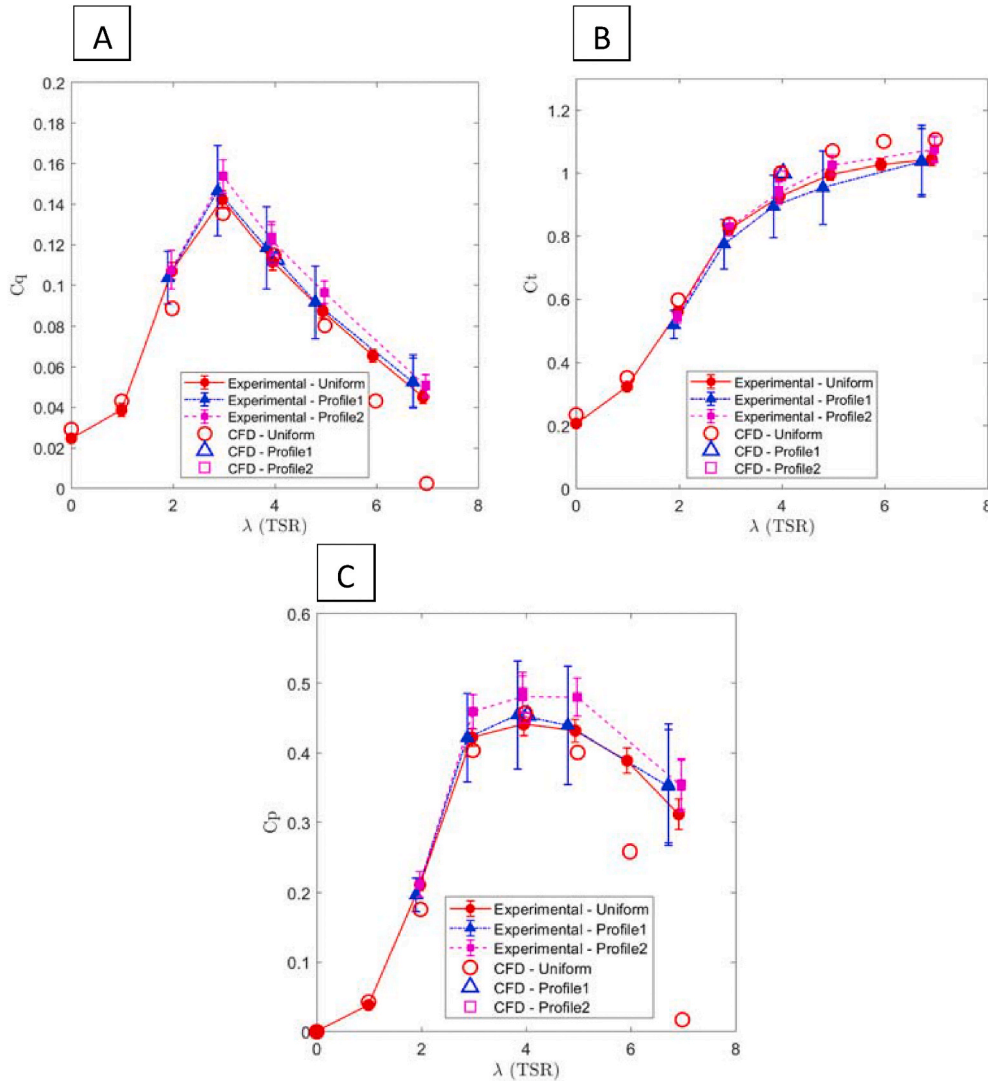 A
0.2
0.18
0.16
0.14
0.12
0.1
0.08
0.06
0.04
0.02
0
Cq
0 2 4 6 8
λ (TSR)
Experimental - Uniform
Experimental - Profile1
Experimental - Profile2
CFD - Uniform
CFD - Profile1
CFD - Profile2
B
1.2
1
0.8
0.6
0.4
0.2
0
Ct
0 2 4 6 8
λ (TSR)
Experimental - Uniform
Experimental - Profile1
Experimental - Profile2
CFD - Uniform
CFD - Profile1
CFD - Profile2
C
0.6
0.5
0.4
0.3
0.2
0.1
0
Cp
0 2 4 6 8
λ (TSR)
Experimental - Uniform
Experimental - Profile1
Experimental - Profile2
CFD - Uniform
CFD - Profile1
CFD - Profile2